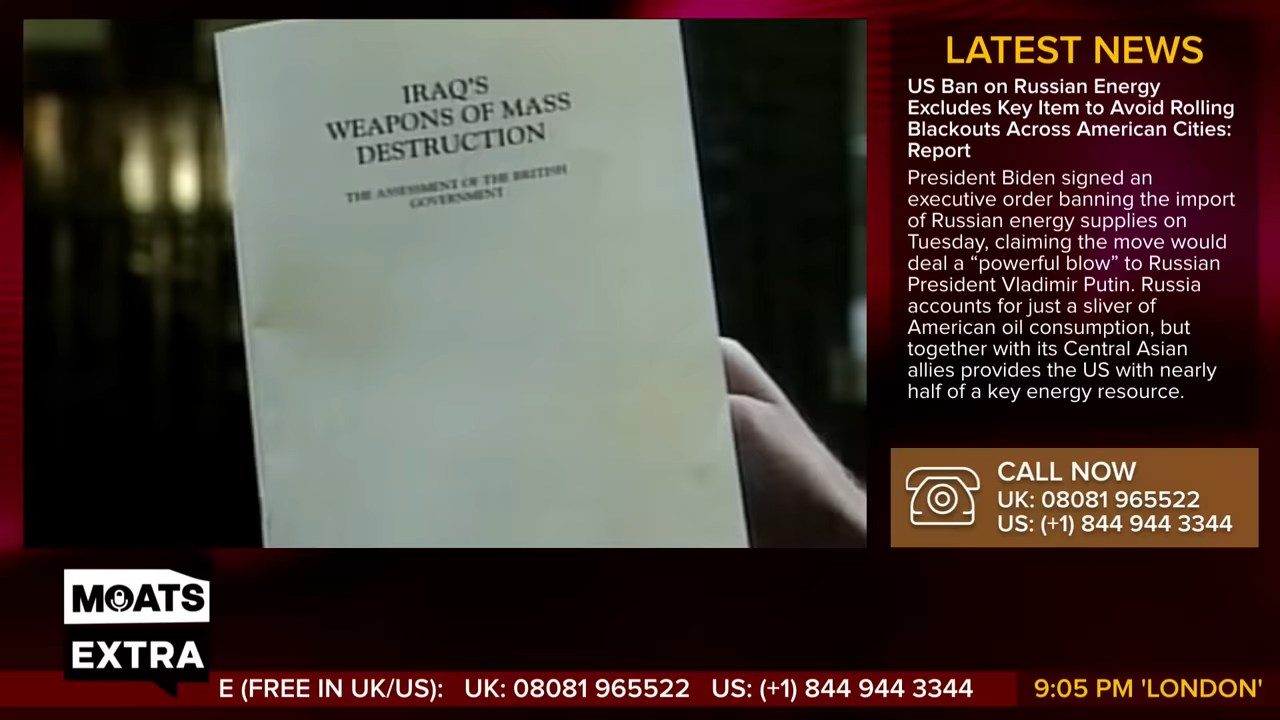 IRAQ'S
WEAPONS OF MASS
DESTRUCTION
THE ASSESSMENT OF THE BRITISH
GOVERNMENT
LATEST NEWS
US Ban on Russian Energy
Excludes Key Item to Avoid Rolling
Blackouts Across American Cities:
Report
President Biden signed an
executive order banning the import
of Russian energy supplies on
Tuesday, claiming the move would
deal a “powerful blow” to Russian
President Vladimir Putin. Russia
accounts for just a sliver of
American oil consumption, but
together with its Central Asian
allies provides the US with nearly
half of a key energy resource.
CALL NOW
UK: 08081 965522
US: (+1) 844 944 3344
MOATS
EXTRA
E (FREE IN UK/US): UK: 08081 965522 US: (+1) 844 944 3344
9:05 PM 'LONDON'